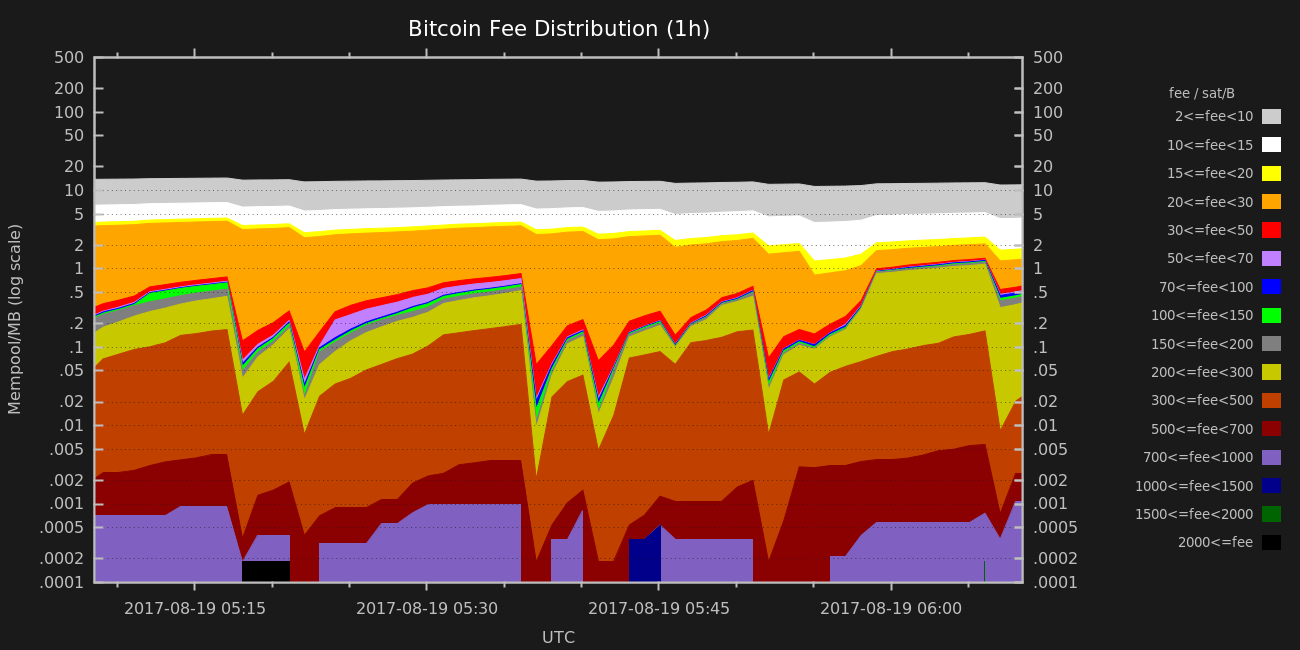 Bitcoin Fee Distribution (1h)
500 500
200 200
100 100
50 50
20 20
10 10
5 5
2 2
1 1
.5 .5
.2 .2
.1 .1
.05 .05
.02 .02
.01 .01
.005 .005
.002 .002
.001 .001
.0005 .0005
.0002 .0002
.0001 .0001
Mempool/MB (log scale)
2017-08-19 05:15 2017-08-19 05:30 2017-08-19 05:45 2017-08-19 06:00
UTC
fee / sat/B
2<=fee<10
10<=fee<15
15<=fee<20
20<=fee<30
30<=fee<50
50<=fee<70
70<=fee<100
100<=fee<150
150<=fee<200
200<=fee<300
300<=fee<500
500<=fee<700
700<=fee<1000
1000<=fee<1500
1500<=fee<2000
2000<=fee